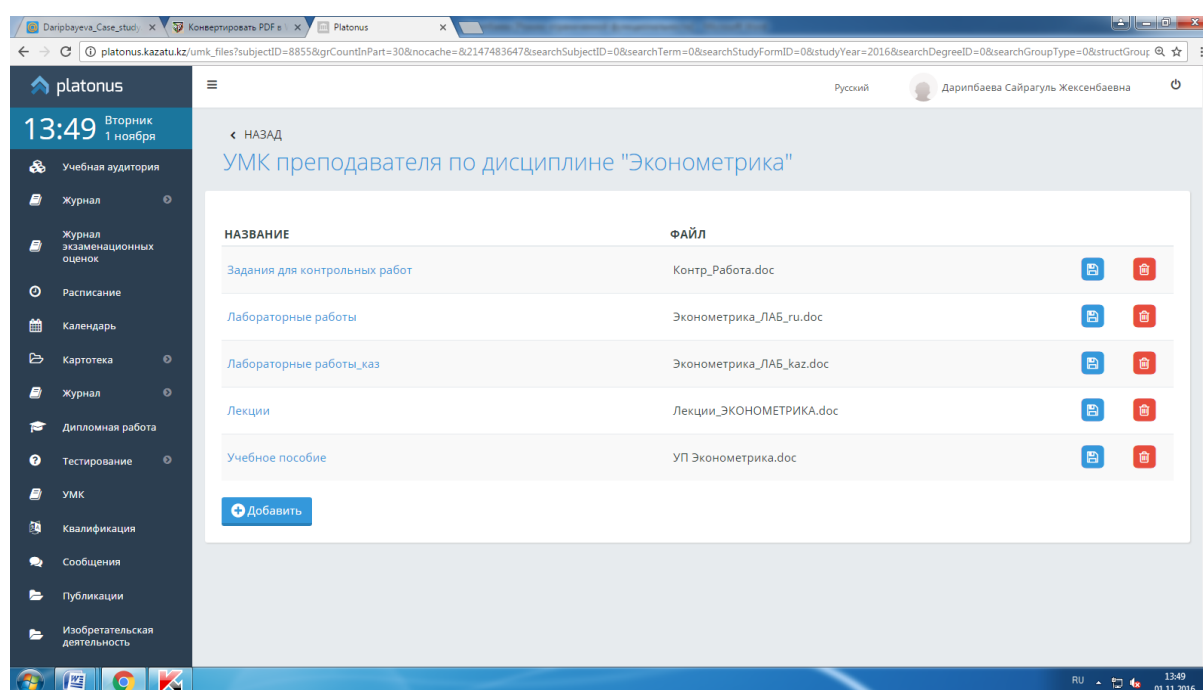 Daripbayeva_Case_study
Конвертировать PDF в
Platonus
platonus.kazatu.kz/umk_files?subjectID=8855&grCountInPart=30&nocache=&2147483647&searchSubjectID=0&searchTerm=0&searchStudyFormID=0&studyYear=2016&searchDegreeID=0&searchGroupType=0&structGroup
platonus
Русский
Дарипбаева Сайрагуль Жексенбаевна
13:49
Вторник
1 ноября
Учебная аудитория
Журнал
Журнал
экзаменационных
оценок
Расписание
Календарь
Картотека
Журнал
Дипломная работа
Тестирование
УМК
Квалификация
Сообщения
Публикации
Изобретательская
деятельность
НАЗАД
УМК преподавателя по дисциплине "Эконометрика"
НАЗВАНИЕ ФАЙЛ
Задания для контрольных работ Контр_Работа.doc
Лабораторные работы Эконометрика_ЛАБ_ru.doc
Лабораторные работы_каз Эконометрика_ЛАБ_kaz.doc
Лекции Лекции_ЭКОНОМЕТРИКА.doc
Учебное пособие УП Эконометрика.doc
Добавить
RU
13:49
01.11.2016